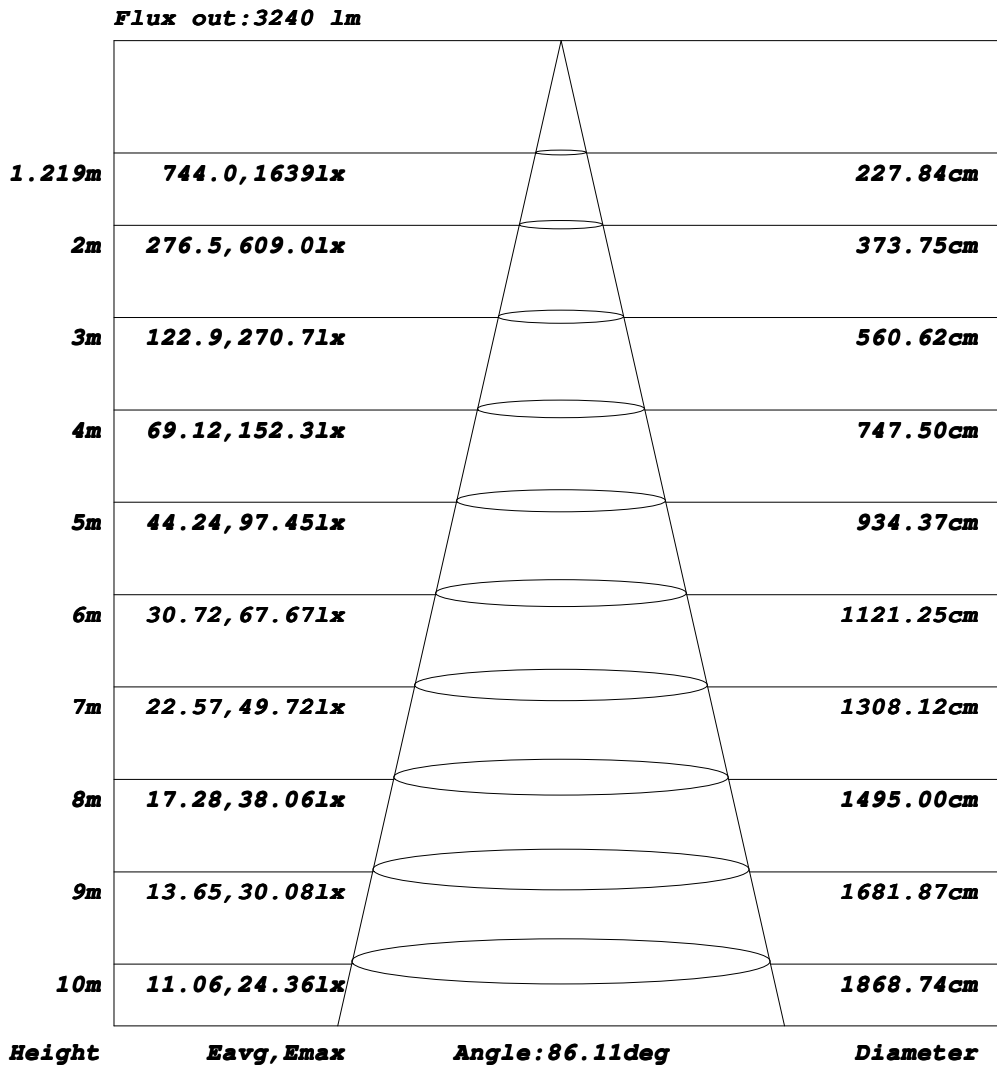 Flux out:3240 lm
1.219m 744.0,1639lx 227.84cm
2m 276.5,609.0lx 373.75cm
3m 122.9,270.7lx 560.62cm
4m 69.12,152.3lx 747.50cm
5m 44.24,97.45lx 934.37cm
6m 30.72,67.67lx 1121.25cm
7m 22.57,49.72lx 1308.12cm
8m 17.28,38.06lx 1495.00cm
9m 13.65,30.08lx 1681.87cm
10m 11.06,24.36lx 1868.74cm
Height Eavg,Emax Angle:86.11deg Diameter